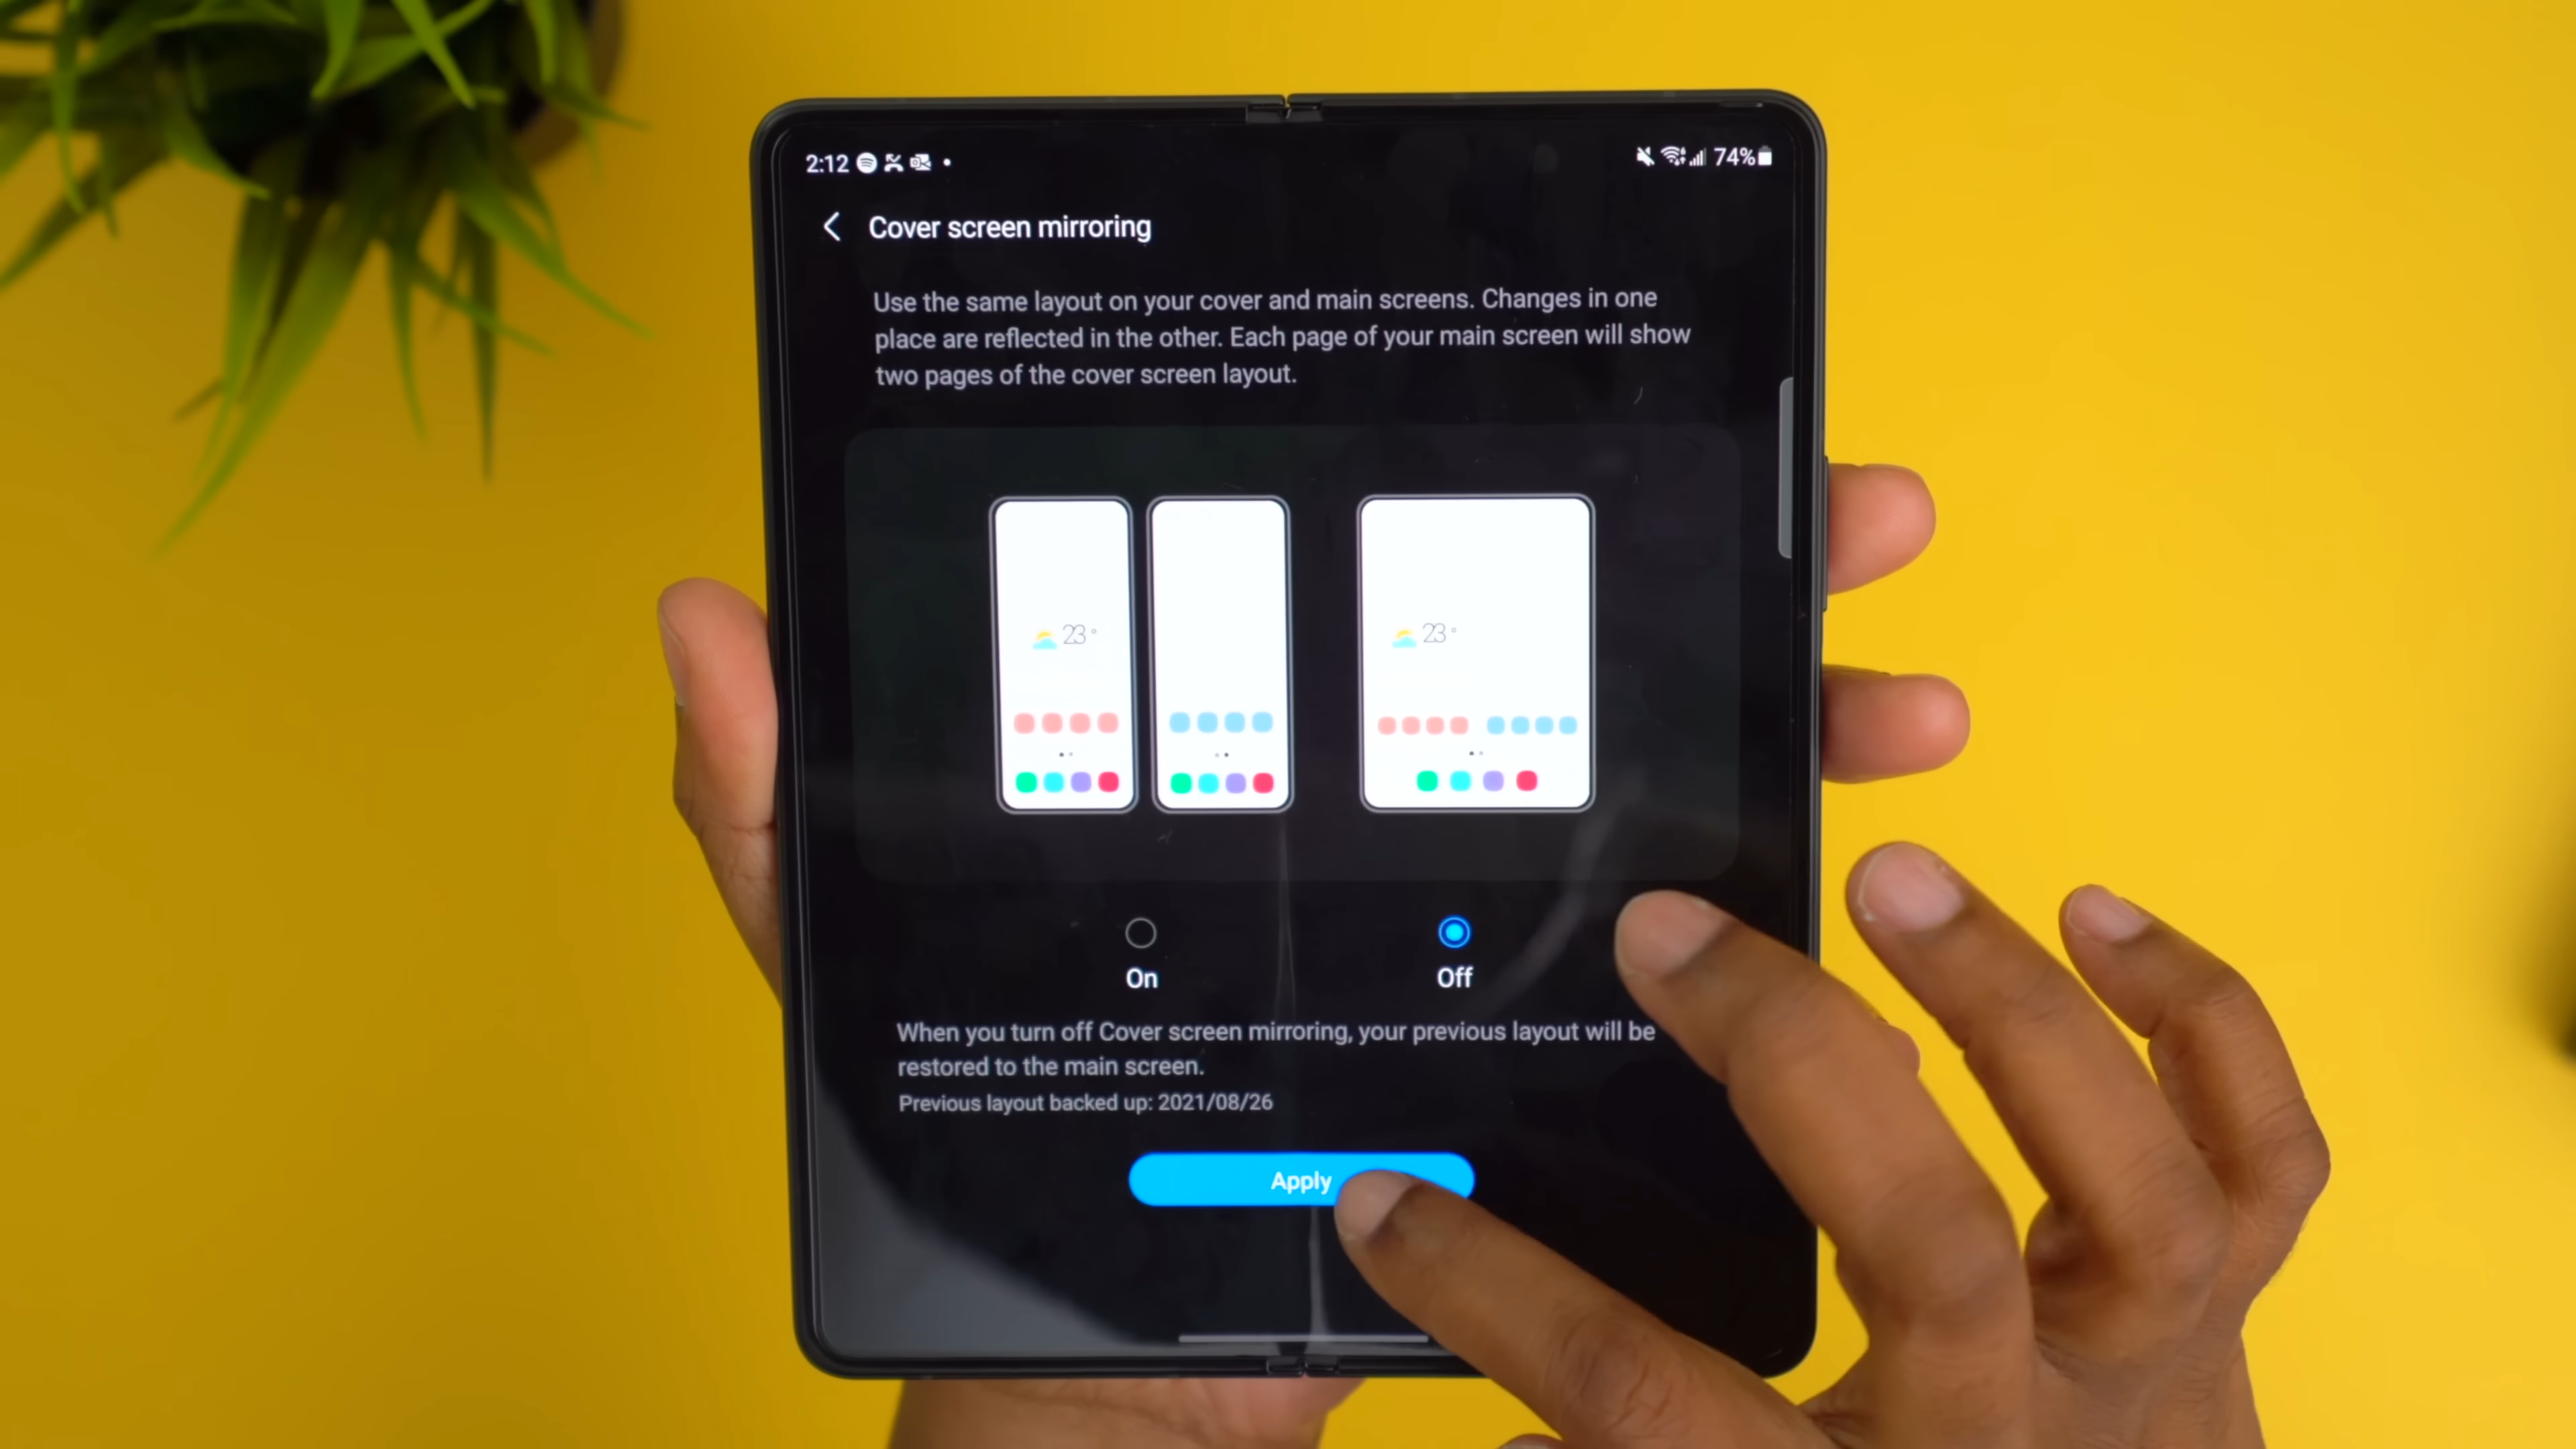 2:12 74%
Cover screen mirroring
Use the same layout on your cover and main screens. Changes in one
place are reflected in the other. Each page of your main screen will show
two pages of the cover screen layout.
23° 23°
On Off
When you turn off Cover screen mirroring, your previous layout will be
restored to the main screen.
Previous layout backed up: 2021/08/26
Apply